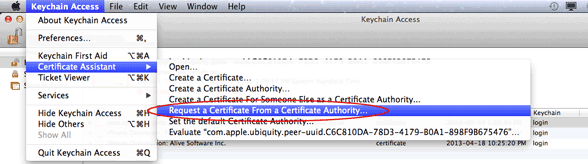 Keychain Access File Edit View Window Help
About Keychain Access
Keychain Access
Preferences... ⌘,
Keychain First Aid ⌥⌘A
Certificate Assistant
Open...
Ticket Viewer ⌥⌘K
Create a Certificate...
Create a Certificate Authority...
Services
Create a Certificate For Someone Else as a Certificate Authority...
Request a Certificate From a Certificate Authority...
Hide Keychain Access ⌘H
Set the default Certificate Authority...
Keychain
Hide Others ⌥⌘H
Evaluate "com.apple.ubiquity.peer-uuid.C6C810DA-78D3-4179-B0A1-898F9B675476"...
login
Show All
login
Quit Keychain Access ⌘Q
tion: Alive Software Inc. certificate 2013-04-18 10:25:20 PM login